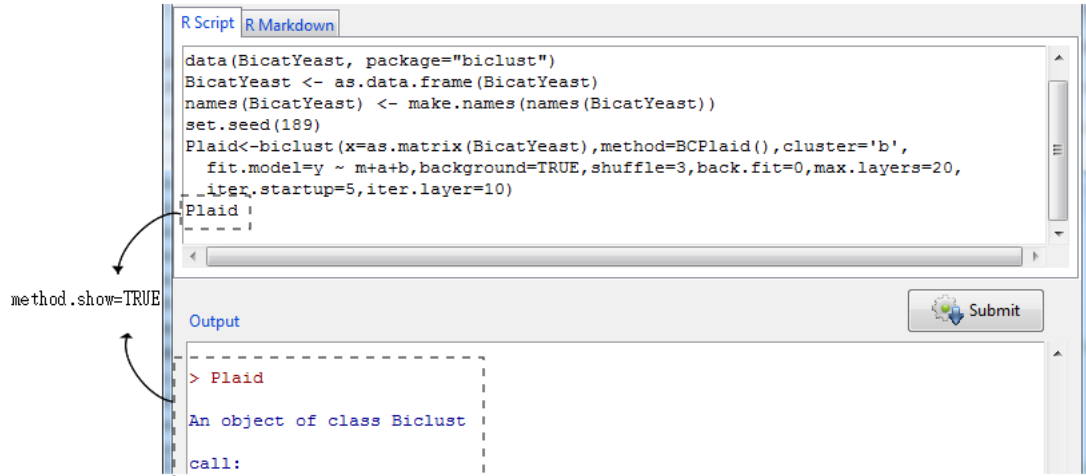 R Script R Markdown
data(BicatYeast, package="biclust")
BicatYeast <- as.data.frame(BicatYeast)
names(BicatYeast) <- make.names(names(BicatYeast))
set.seed(189)
Plaid<-biclust(x=as.matrix(BicatYeast),method=BCPlaid(),cluster='b',
fit.model=y ~ m+a+b,background=TRUE,shuffle=3,back.fit=0,max.layers=20,
iter.startup=5,iter.layer=10)
Plaid
method.show=TRUE
Submit
Output
> Plaid
An object of class Biclust
call: